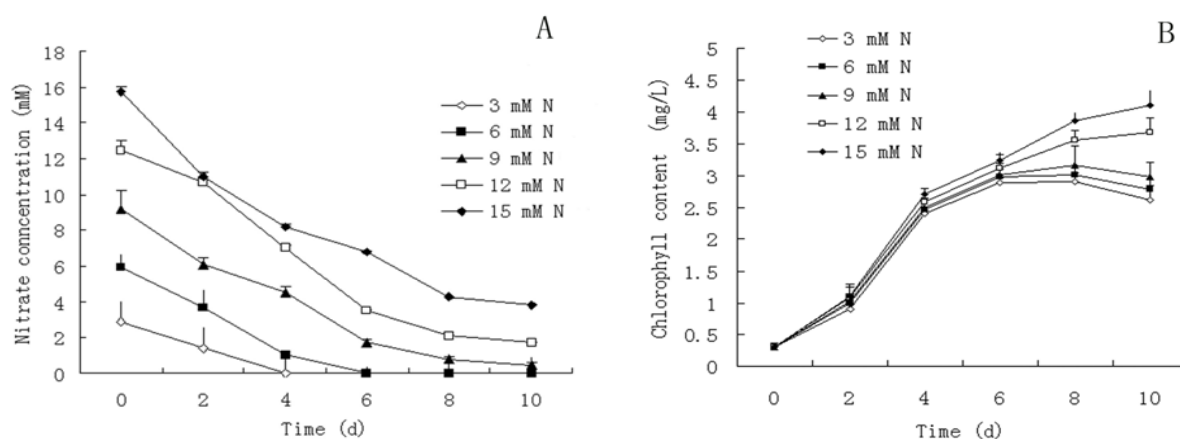 A
Nitrate conncentration (mM)
18
16
14
12
10
8
6
4
2
0
3 mM N
6 mM N
9 mM N
12 mM N
15 mM N
0 2 4 6 8 10
Time (d)
B
Chlorophyll content (mg/L)
5
4.5
4
3.5
3
2.5
2
1
0.5
0
3 mM N
6 mM N
9 mM N
12 mM N
15 mM N
0 2 4 6 8 10
Time (d)